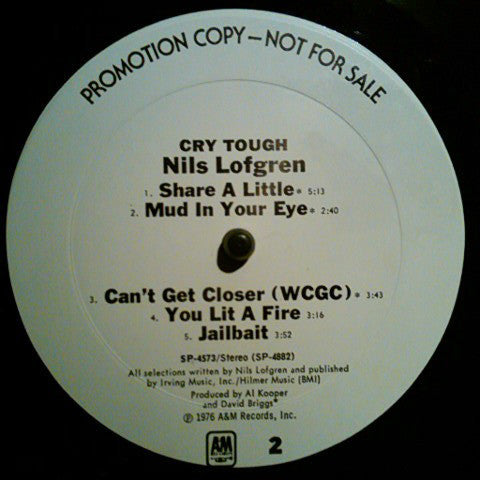 PROMOTION COPY—NOT FOR SALE
CRY TOUGH
Nils Lofgren
1. Share A Little* 5:13
2. Mud In Your Eye* 2:40
3. Can't Get Closer (WCGC)* 3:43
4. You Lit A Fire 3:16
5. Jailbait 3:52
SP-4573/Stereo (SP-4882)
All selections written by Nils Lofgren and published
by Irving Music, Inc./Hilmer Music (BMI)
Produced by Al Kooper
and David Briggs*
℗ 1976 A&M Records, Inc.
A&M
2